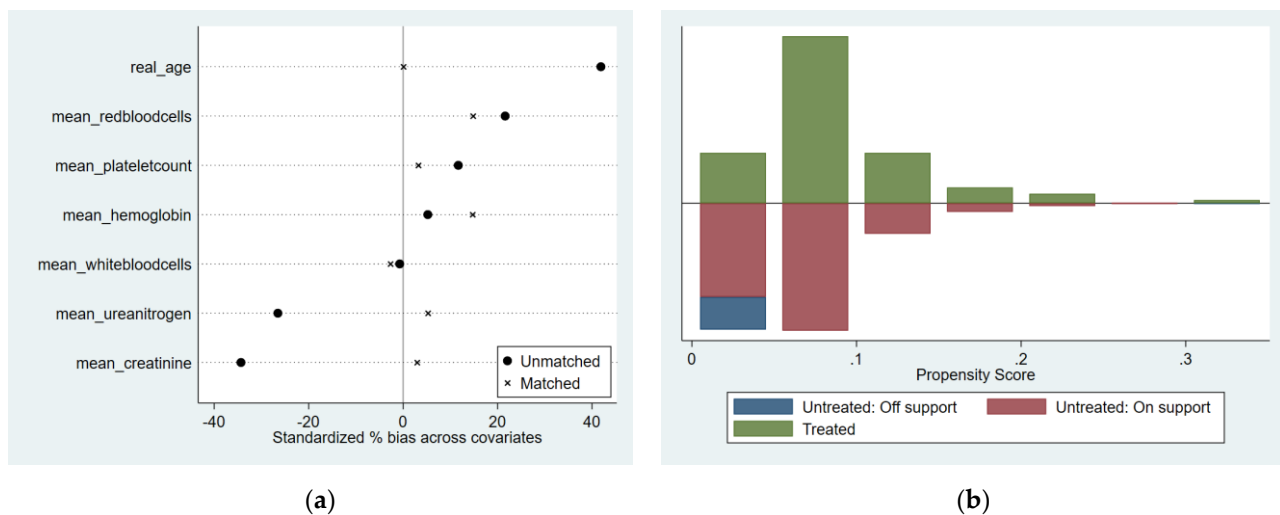 real_age
mean_redbloodcells
mean_plateletcount
mean_hemoglobin
mean_whitebloodcells
mean_ureanitrogen
mean_creatinine
Unmatched
Matched
-40 -20 0 20 40
Standardized % bias across covariates
(a)
0 .1 .2 .3
Propensity Score
Untreated: Off support Untreated: On support
Treated
(b)